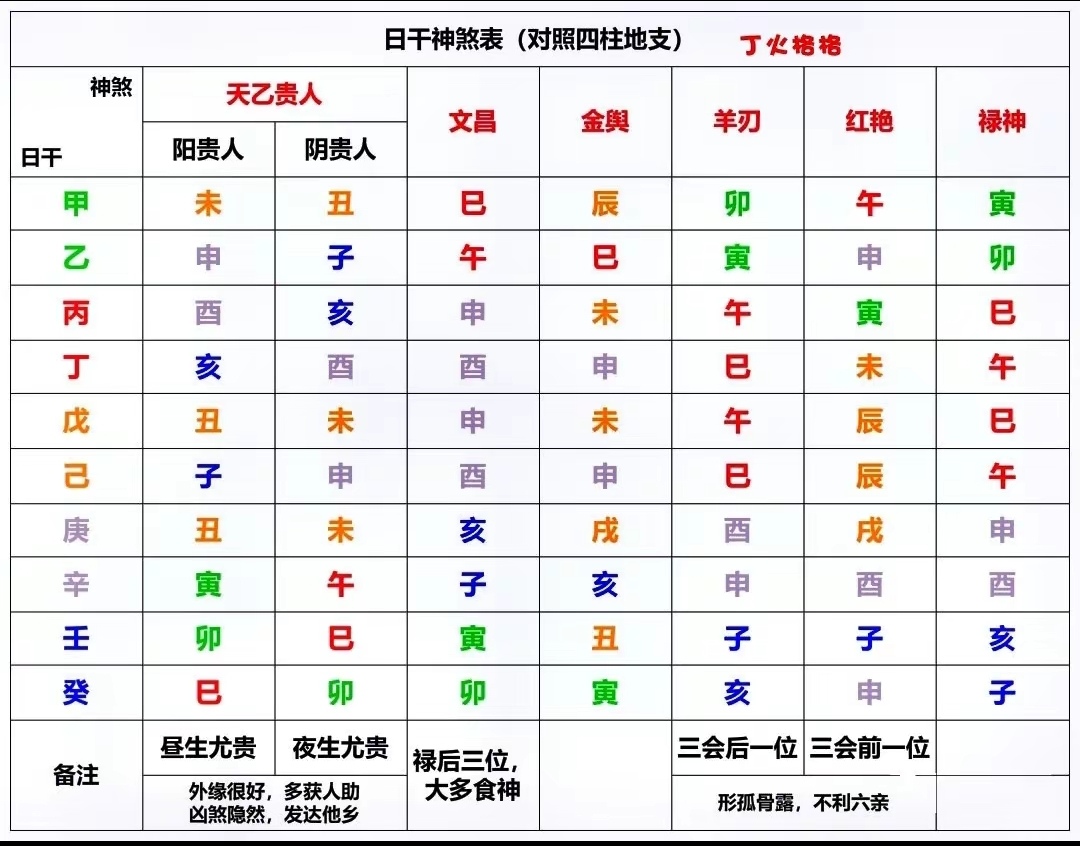 日干神煞表（对照四柱地支） 丁火格格
神煞 天乙贵人 文昌 金舆 羊刃 红艳 禄神
日干 阳贵人 阴贵人
甲 未 丑 巳 辰 卯 午 寅
乙 申 子 午 巳 寅 申 卯
丙 酉 亥 申 未 午 寅 巳
丁 亥 酉 酉 申 巳 未 午
戊 丑 未 申 未 午 辰 巳
己 子 申 酉 申 巳 辰 午
庚 丑 未 亥 戌 酉 戌 申
辛 寅 午 子 亥 申 酉 酉
壬 卯 巳 寅 丑 子 子 亥
癸 巳 卯 卯 寅 亥 申 子
备注 昼生尤贵 夜生尤贵 禄后三位， 三会后一位 三会前一位
大多食神
外缘很好，多获人助
凶煞隐然，发达他乡
形孤骨露，不利六亲